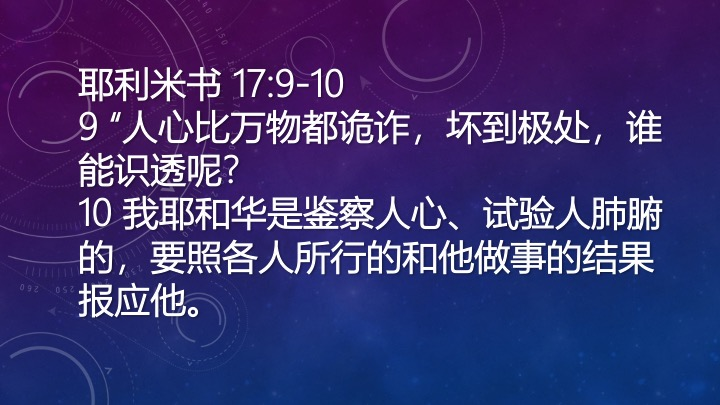 耶利米书 17:9-10
9 “人心比万物都诡诈，坏到极处，谁
能识透呢？
10 我耶和华是鉴察人心、试验人肺腑
的，要照各人所行的和他做事的结果
报应他。